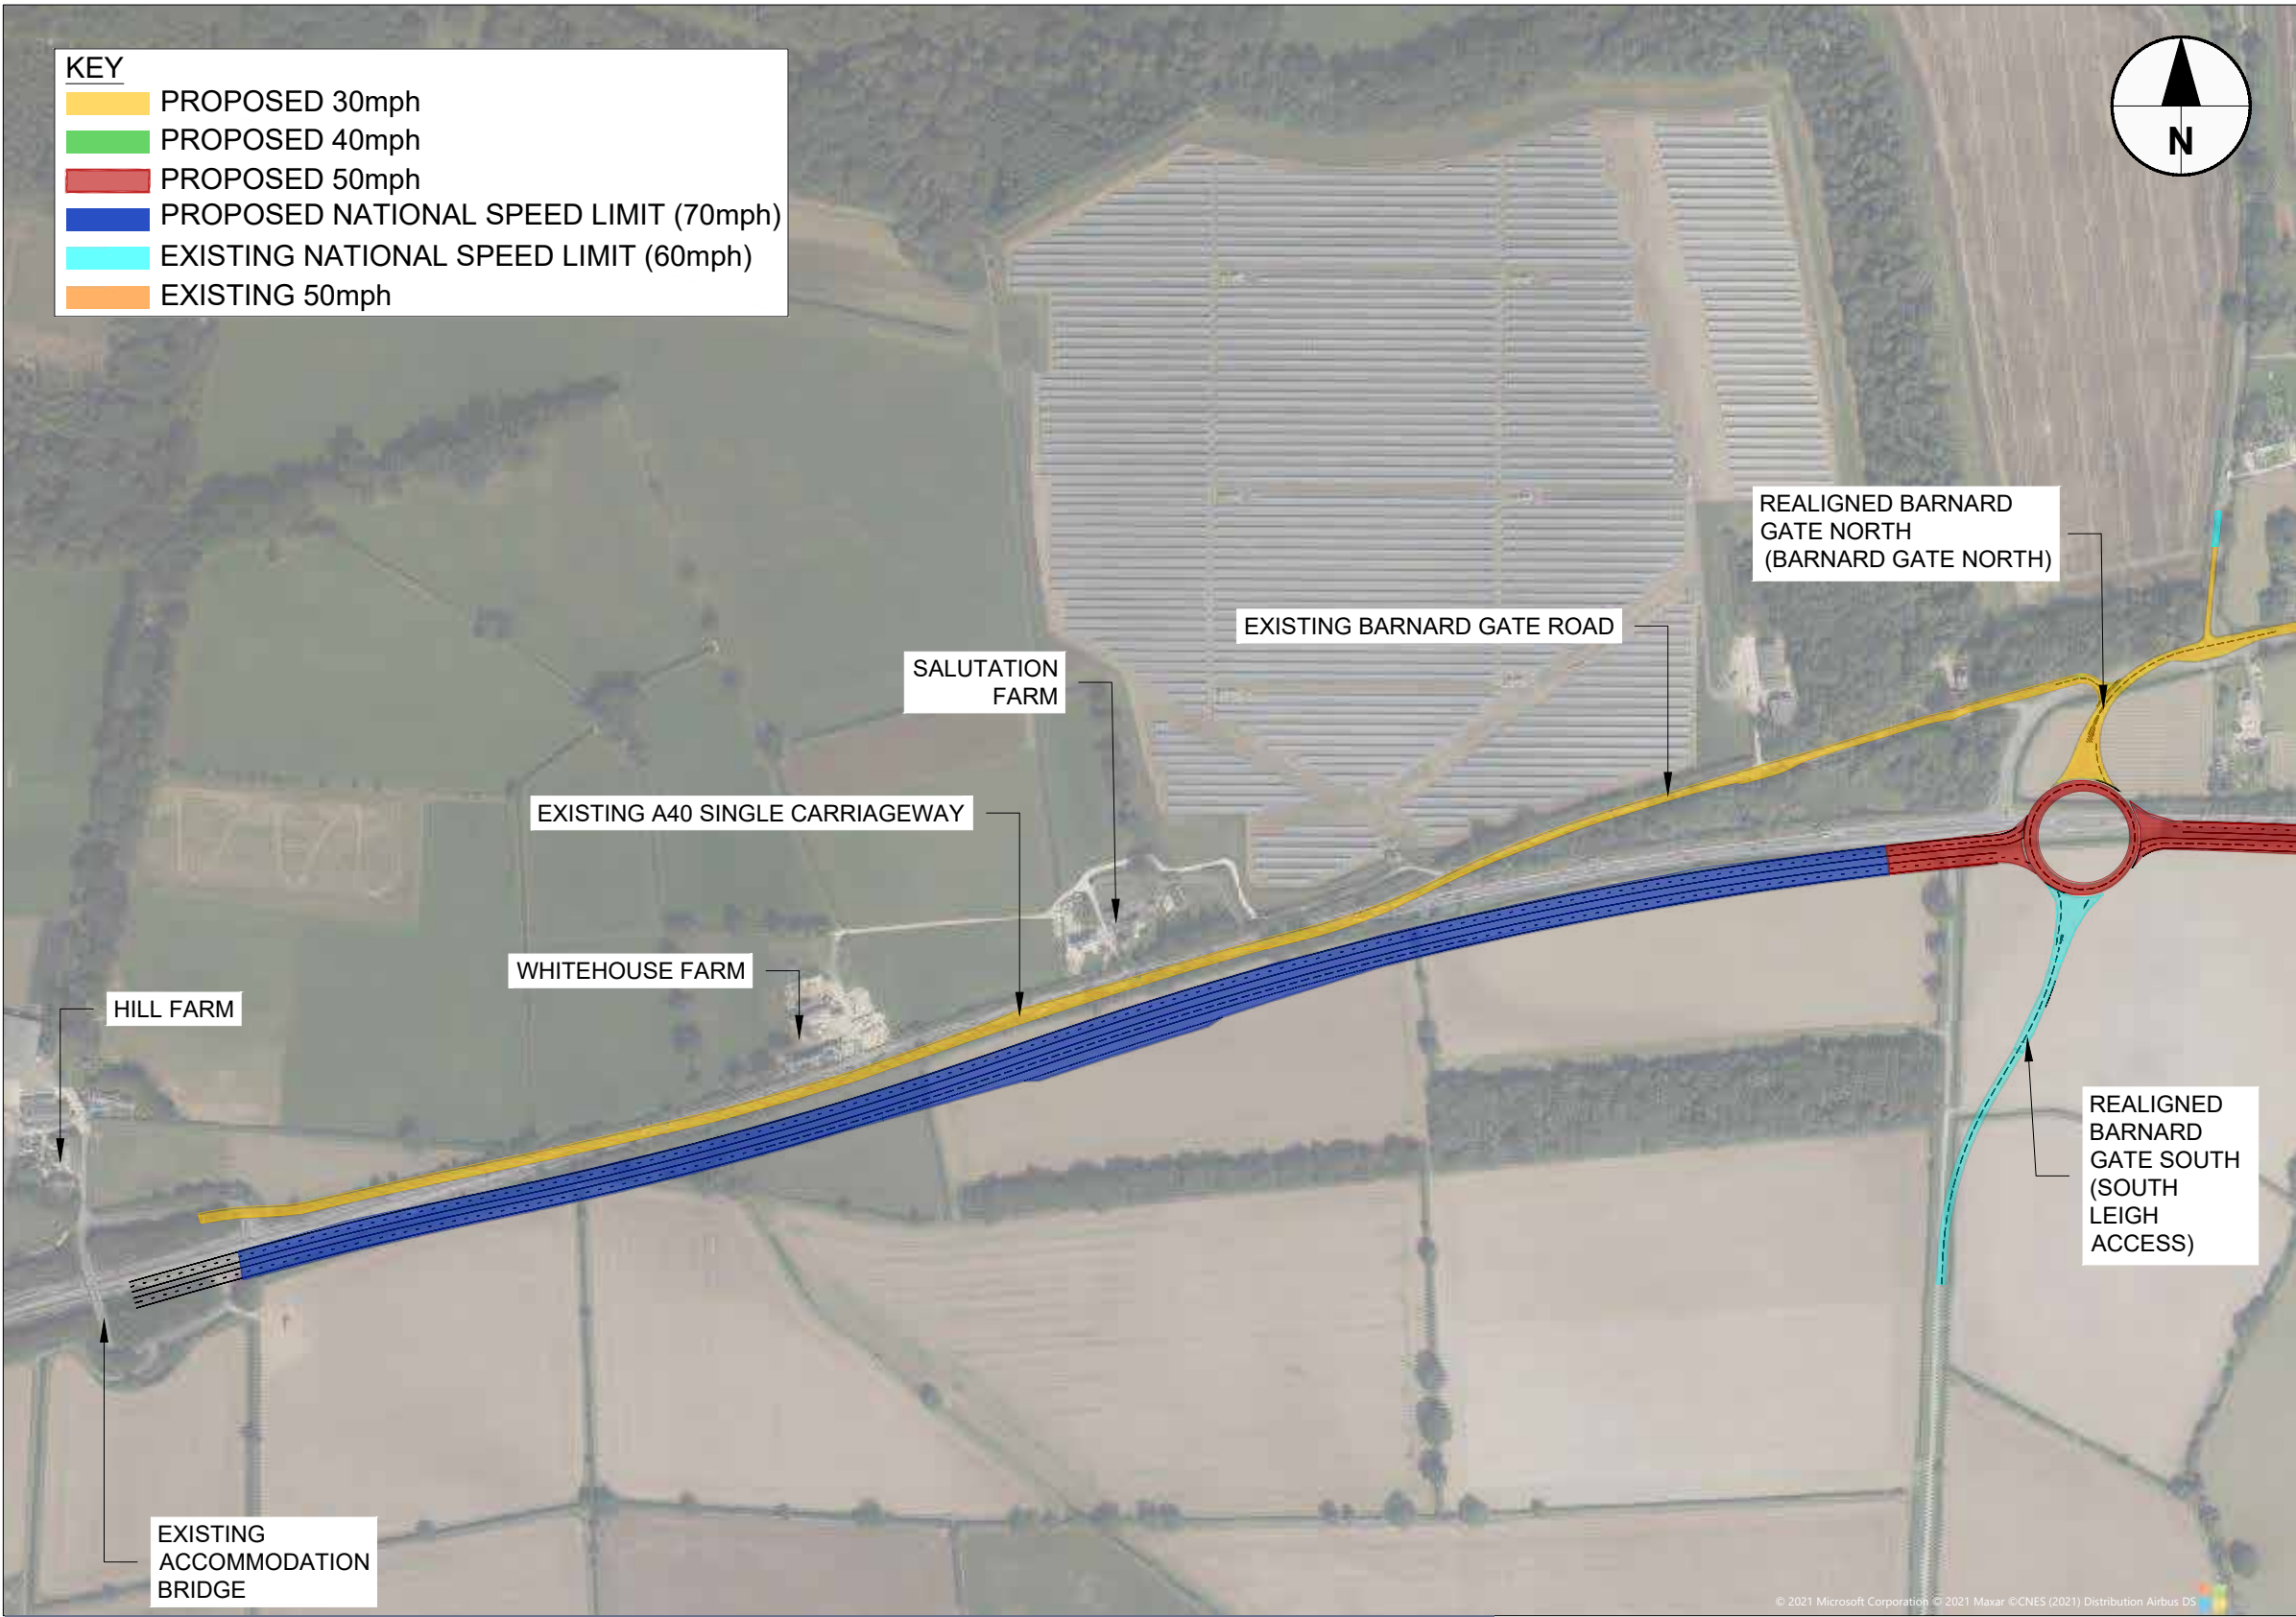 KEY
PROPOSED 30mph
PROPOSED 40mph
PROPOSED 50mph
PROPOSED NATIONAL SPEED LIMIT (70mph)
EXISTING NATIONAL SPEED LIMIT (60mph)
EXISTING 50mph
N
REALIGNED BARNARD
GATE NORTH
(BARNARD GATE NORTH)
EXISTING BARNARD GATE ROAD
SALUTATION
FARM
EXISTING A40 SINGLE CARRIAGEWAY
WHITEHOUSE FARM
HILL FARM
REALIGNED
BARNARD
GATE SOUTH
(SOUTH
LEIGH
ACCESS)
EXISTING
ACCOMMODATION
BRIDGE
© 2021 Microsoft Corporation © 2021 Maxar ©CNES (2021) Distribution Airbus DS